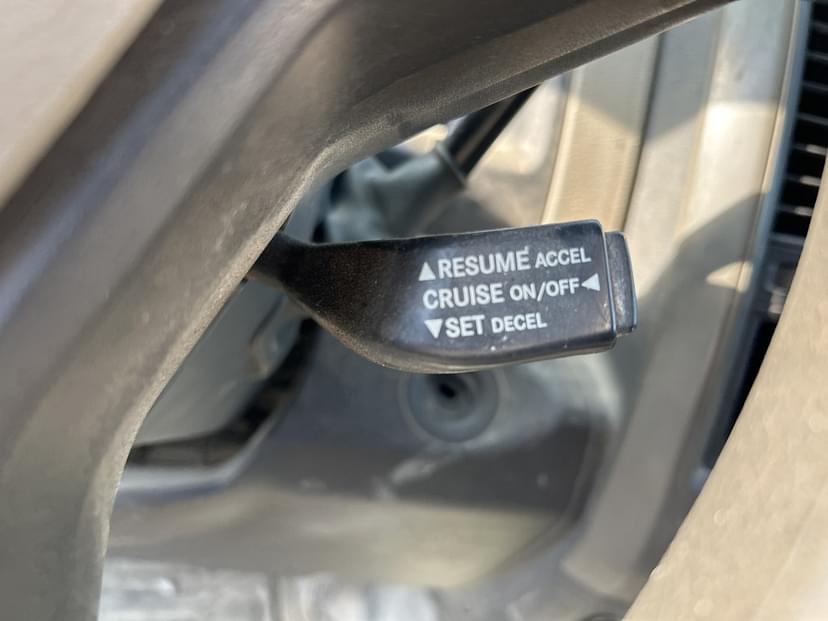 ▲RESUME ACCEL
CRUISE ON/OFF◀
▼SET DECEL